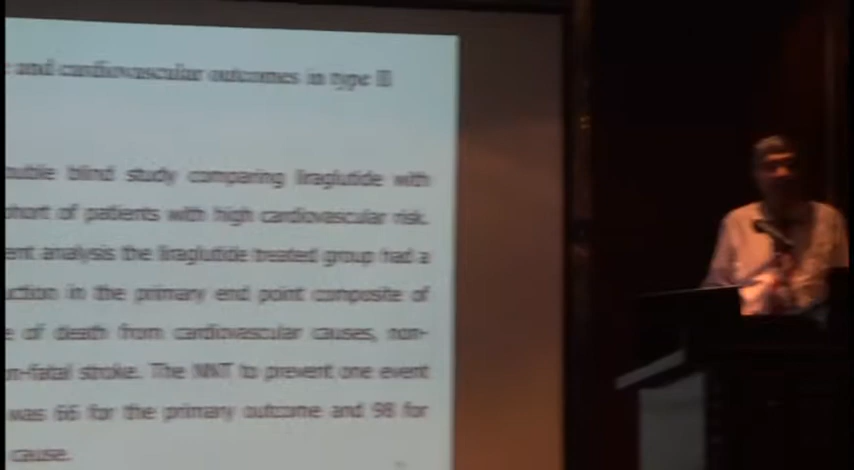 and cardiovascular outcomes in type II
double blind study comparing liraglutide with
cohort of patients with high cardiovascular risk.
analysis the liraglutide treated group had a
in the primary end point composite of
of death from cardiovascular causes, non-
-fatal stroke. The NNT to prevent one event
was 66 for the primary outcome and 98 for
cause.